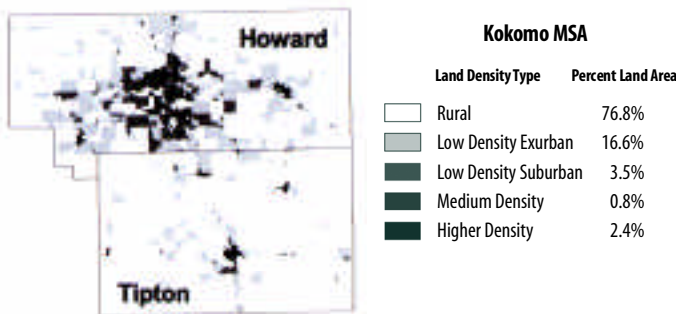 Howard
Tipton
Kokomo MSA
Land Density Type Percent Land Area
Rural 76.8%
Low Density Exurban 16.6%
Low Density Suburban 3.5%
Medium Density 0.8%
Higher Density 2.4%